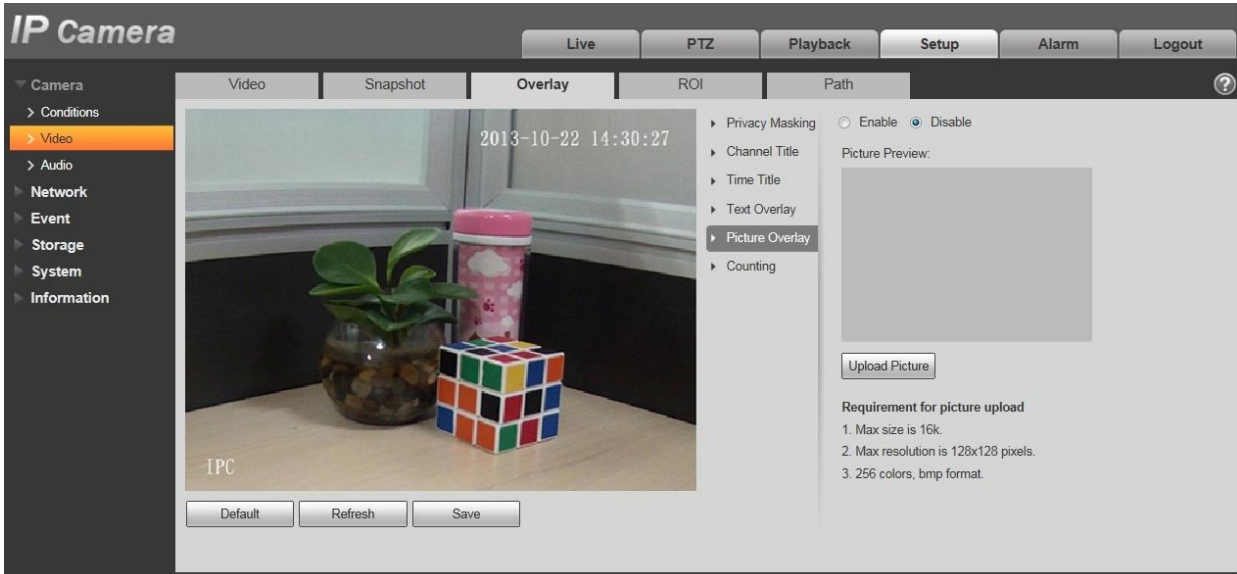 IP Camera
Live PTZ Playback Setup Alarm Logout
Camera
Conditions
Video
Audio
Network
Event
Storage
System
Information
Video Snapshot Overlay ROI Path
?
2013-10-22 14:30:27
IPC
Default Refresh Save
Privacy Masking
Channel Title
Time Title
Text Overlay
Picture Overlay
Counting
Enable Disable
Picture Preview:
Upload Picture
Requirement for picture upload
1. Max size is 16k.
2. Max resolution is 128x128 pixels.
3. 256 colors, bmp format.